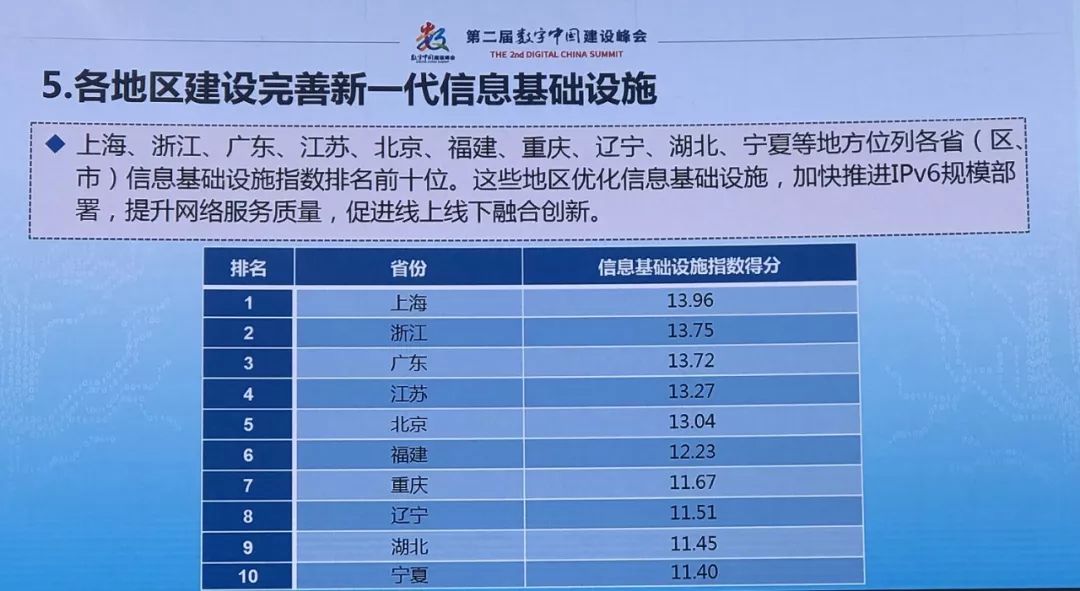 第二届数字中国建设峰会
数字中国建设峰会
THE 2nd DIGITAL CHINA SUMMIT
5.各地区建设完善新一代信息基础设施
◆ 上海、浙江、广东、江苏、北京、福建、重庆、辽宁、湖北、宁夏等地方位列各省（区、
市）信息基础设施指数排名前十位。这些地区优化信息基础设施，加快推进IPv6规模部
署，提升网络服务质量，促进线上线下融合创新。
排名 省份 信息基础设施指数得分
1 上海 13.96
2 浙江 13.75
3 广东 13.72
4 江苏 13.27
5 北京 13.04
6 福建 12.23
7 重庆 11.67
8 辽宁 11.51
9 湖北 11.45
10 宁夏 11.40